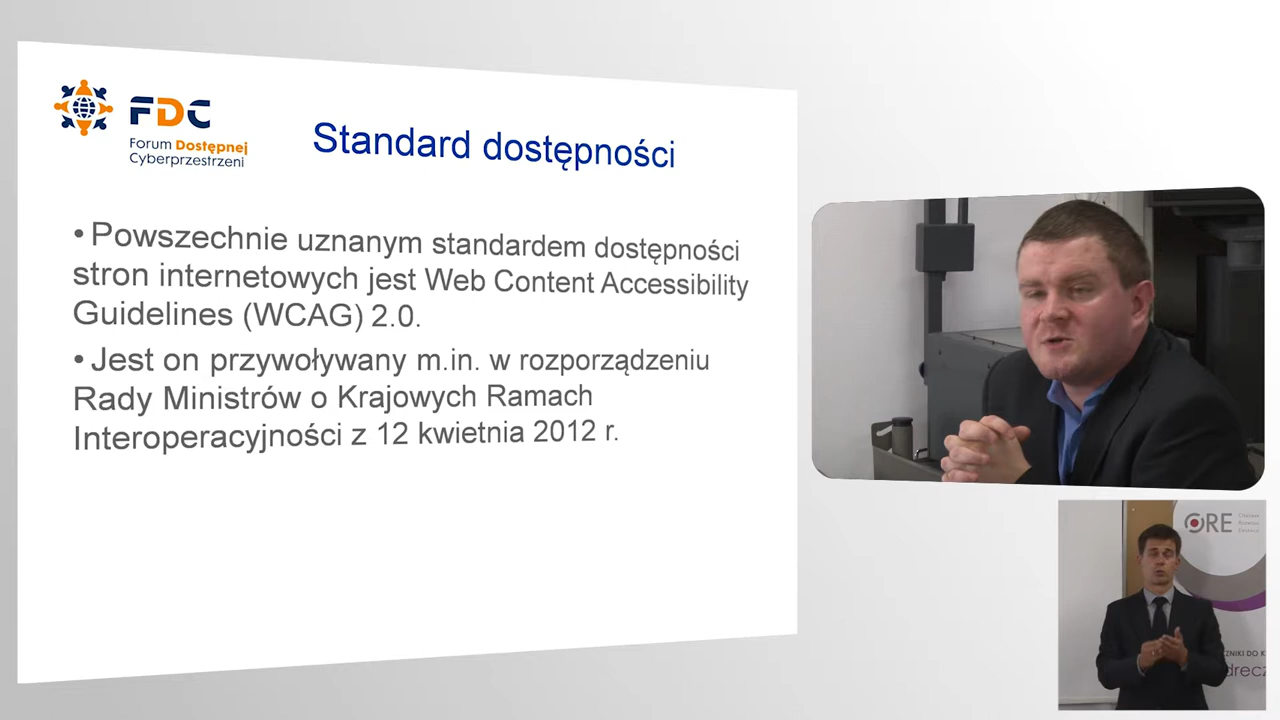 FDC
Forum Dostępnej
Cyberprzestrzeni
Standard dostępności
• Powszechnie uznanym standardem dostępności
stron internetowych jest Web Content Accessibility
Guidelines (WCAG) 2.0.
• Jest on przywoływany m.in. w rozporządzeniu
Rady Ministrów o Krajowych Ramach
Interoperacyjności z 12 kwietnia 2012 r.
ORE